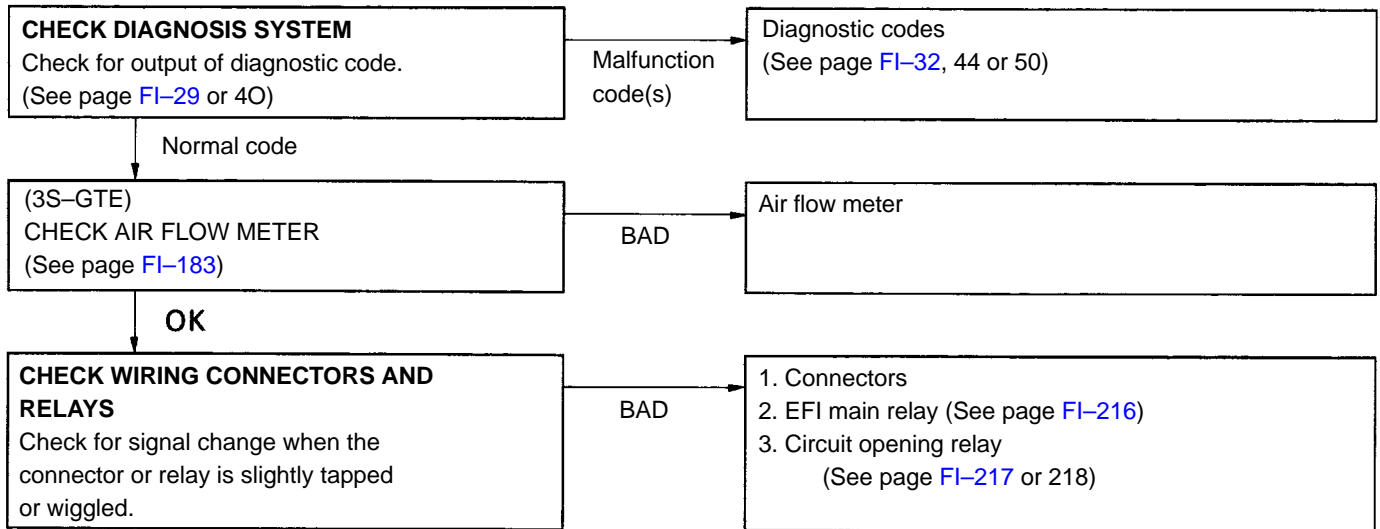 CHECK DIAGNOSIS SYSTEM
Check for output of diagnostic code.
(See page FI–29 or 4O)
Malfunction
code(s)
Diagnostic codes
(See page FI–32, 44 or 50)
Normal code
(3S–GTE)
CHECK AIR FLOW METER
(See page FI–183)
BAD
Air flow meter
OK
CHECK WIRING CONNECTORS AND
RELAYS
Check for signal change when the
connector or relay is slightly tapped
or wiggled.
BAD
1. Connectors
2. EFI main relay (See page FI–216)
3. Circuit opening relay
(See page FI–217 or 218)